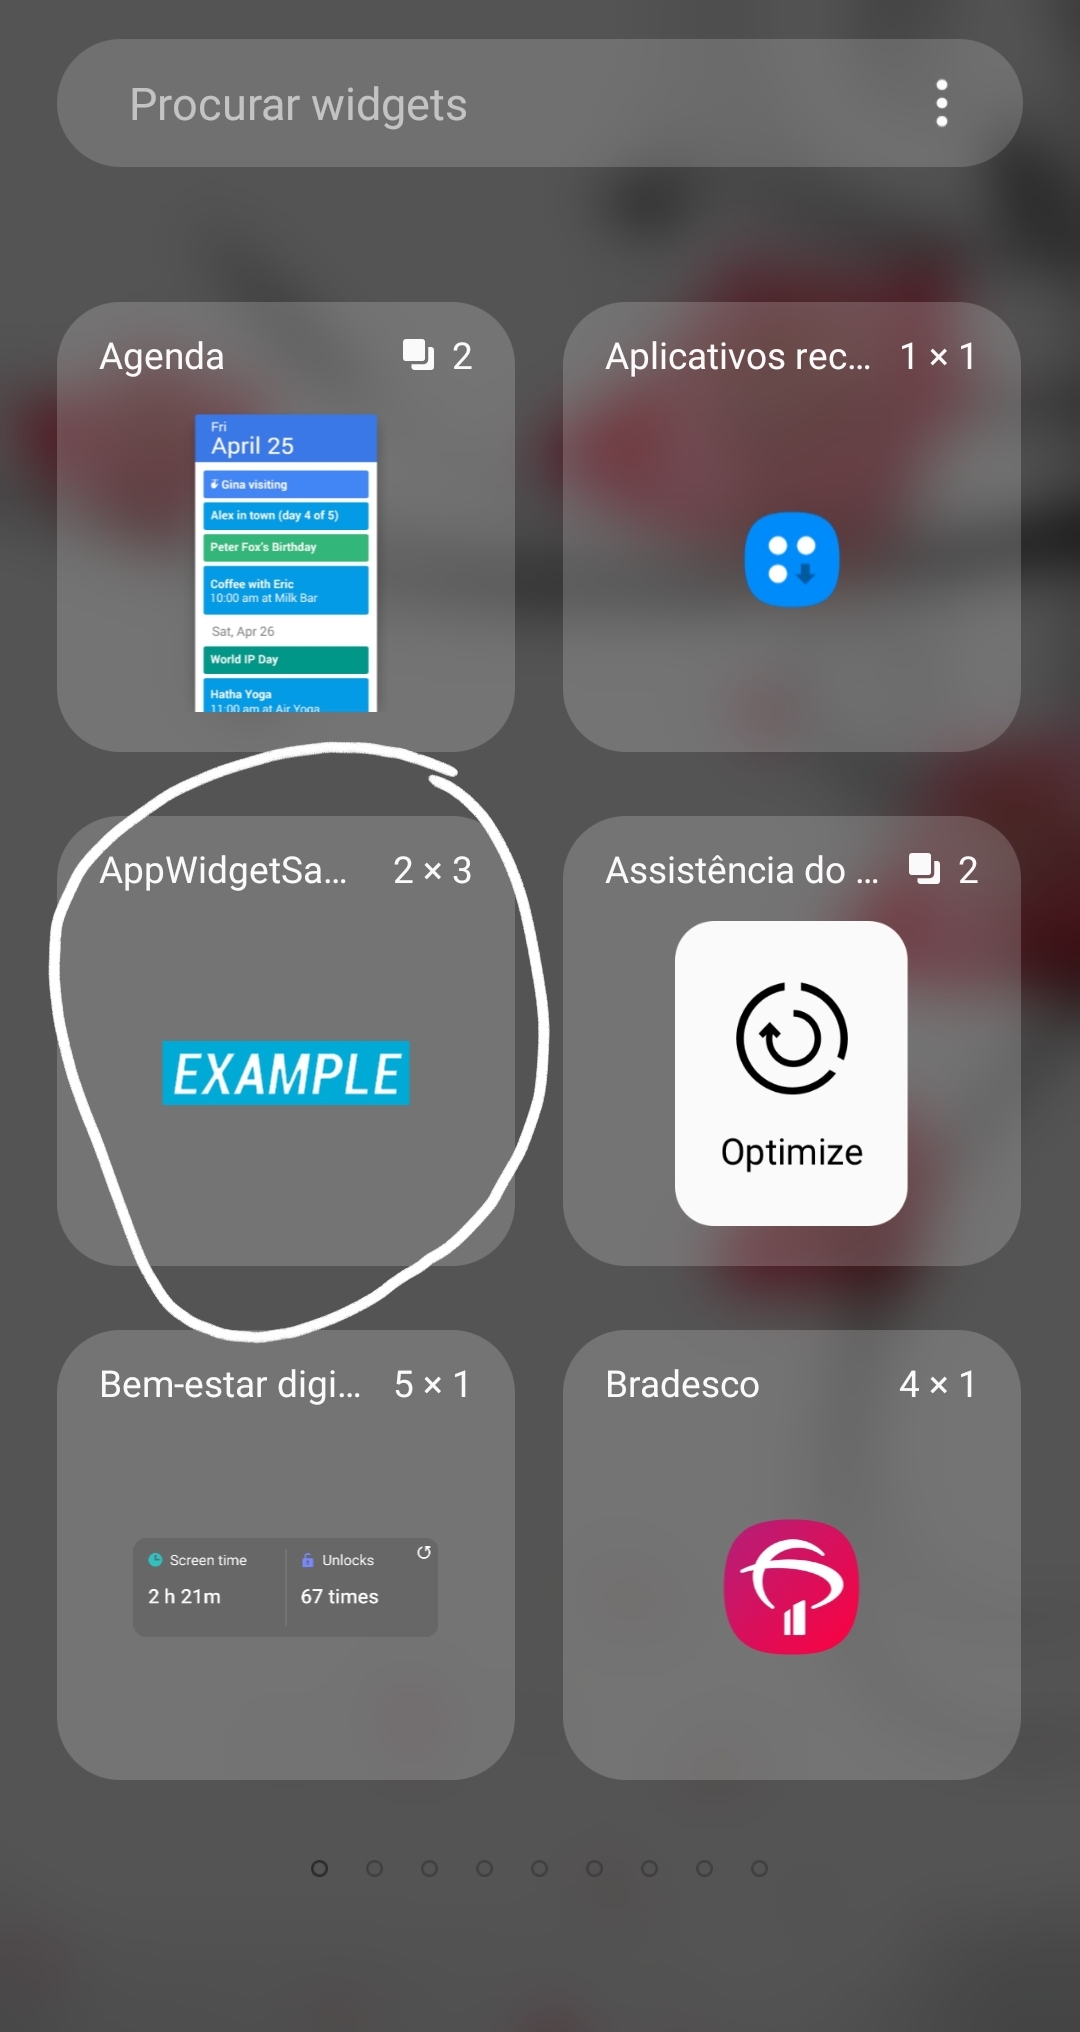 Procurar widgets
Agenda 2
Aplicativos rec... 1 × 1
Fri
April 25
Gina visiting
Alex in town (day 4 of 5)
Peter Fox's Birthday
Coffee with Eric
10:00 am at Milk Bar
Sat, Apr 26
World IP Day
Hatha Yoga
11:00 am at Air Yoga
AppWidgetSa... 2 × 3
Assistência do ... 2
EXAMPLE
Optimize
Bem-estar digi... 5 × 1
Bradesco 4 × 1
Screen time Unlocks
2 h 21m 67 times